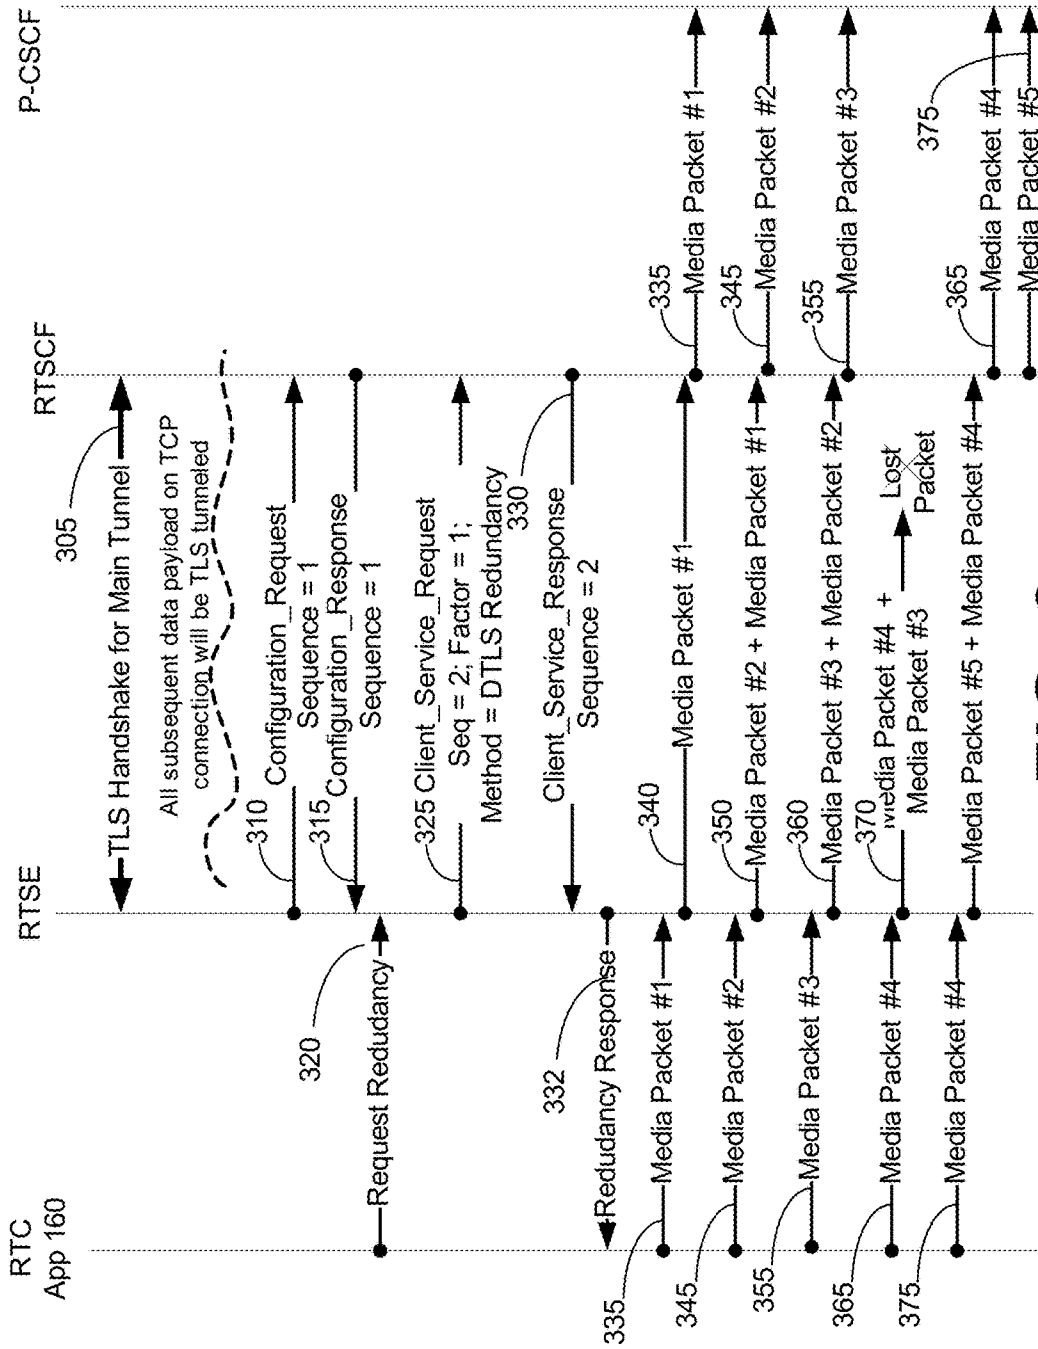 RTC
App 160
RTSE
RTSCF
P-CSCF
305
TLS Handshake for Main Tunnel
All subsequent data payload on TCP
connection will be TLS tunneled
310
Configuration_Request
Sequence = 1
315
Configuration_Response
Sequence = 1
320
Request Redudancy
325 Client_Service_Request
Seq = 2; Factor = 1;
Method = DTLS Redundancy
330
Client_Service_Response
Sequence = 2
332
Redudancy Response
335
Media Packet #1
340
Media Packet #1
335
Media Packet #1
345
Media Packet #2
350
Media Packet #2 + Media Packet #1
345
Media Packet #2
355
Media Packet #3
360
Media Packet #3 + Media Packet #2
355
Media Packet #3
365
Media Packet #4
370
Media Packet #4 +
Media Packet #3
Lost
Packet
375
Media Packet #4
Media Packet #5 + Media Packet #4
365
Media Packet #4
375
Media Packet #5